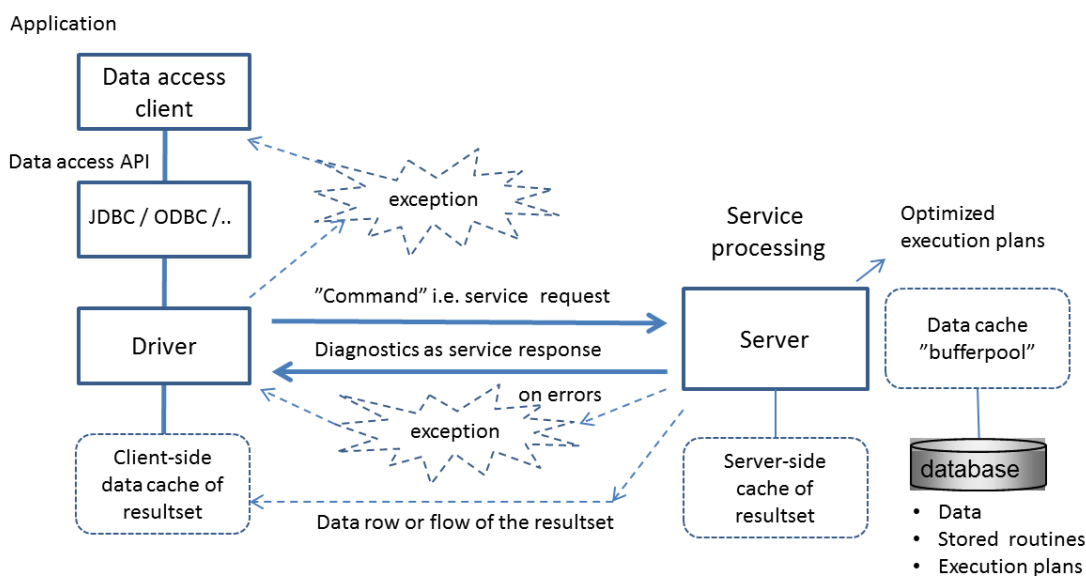 Application
Data access
client
Data access API
JDBC / ODBC /..
exception
Service
processing
Optimized
execution plans
”Command” i.e. service request
Driver
Diagnostics as service response
Server
Data cache
”bufferpool”
on errors
exception
Client-side
data cache of
resultset
Data row or flow of the resultset
Server-side
cache of
resultset
database
• Data
• Stored routines
• Execution plans